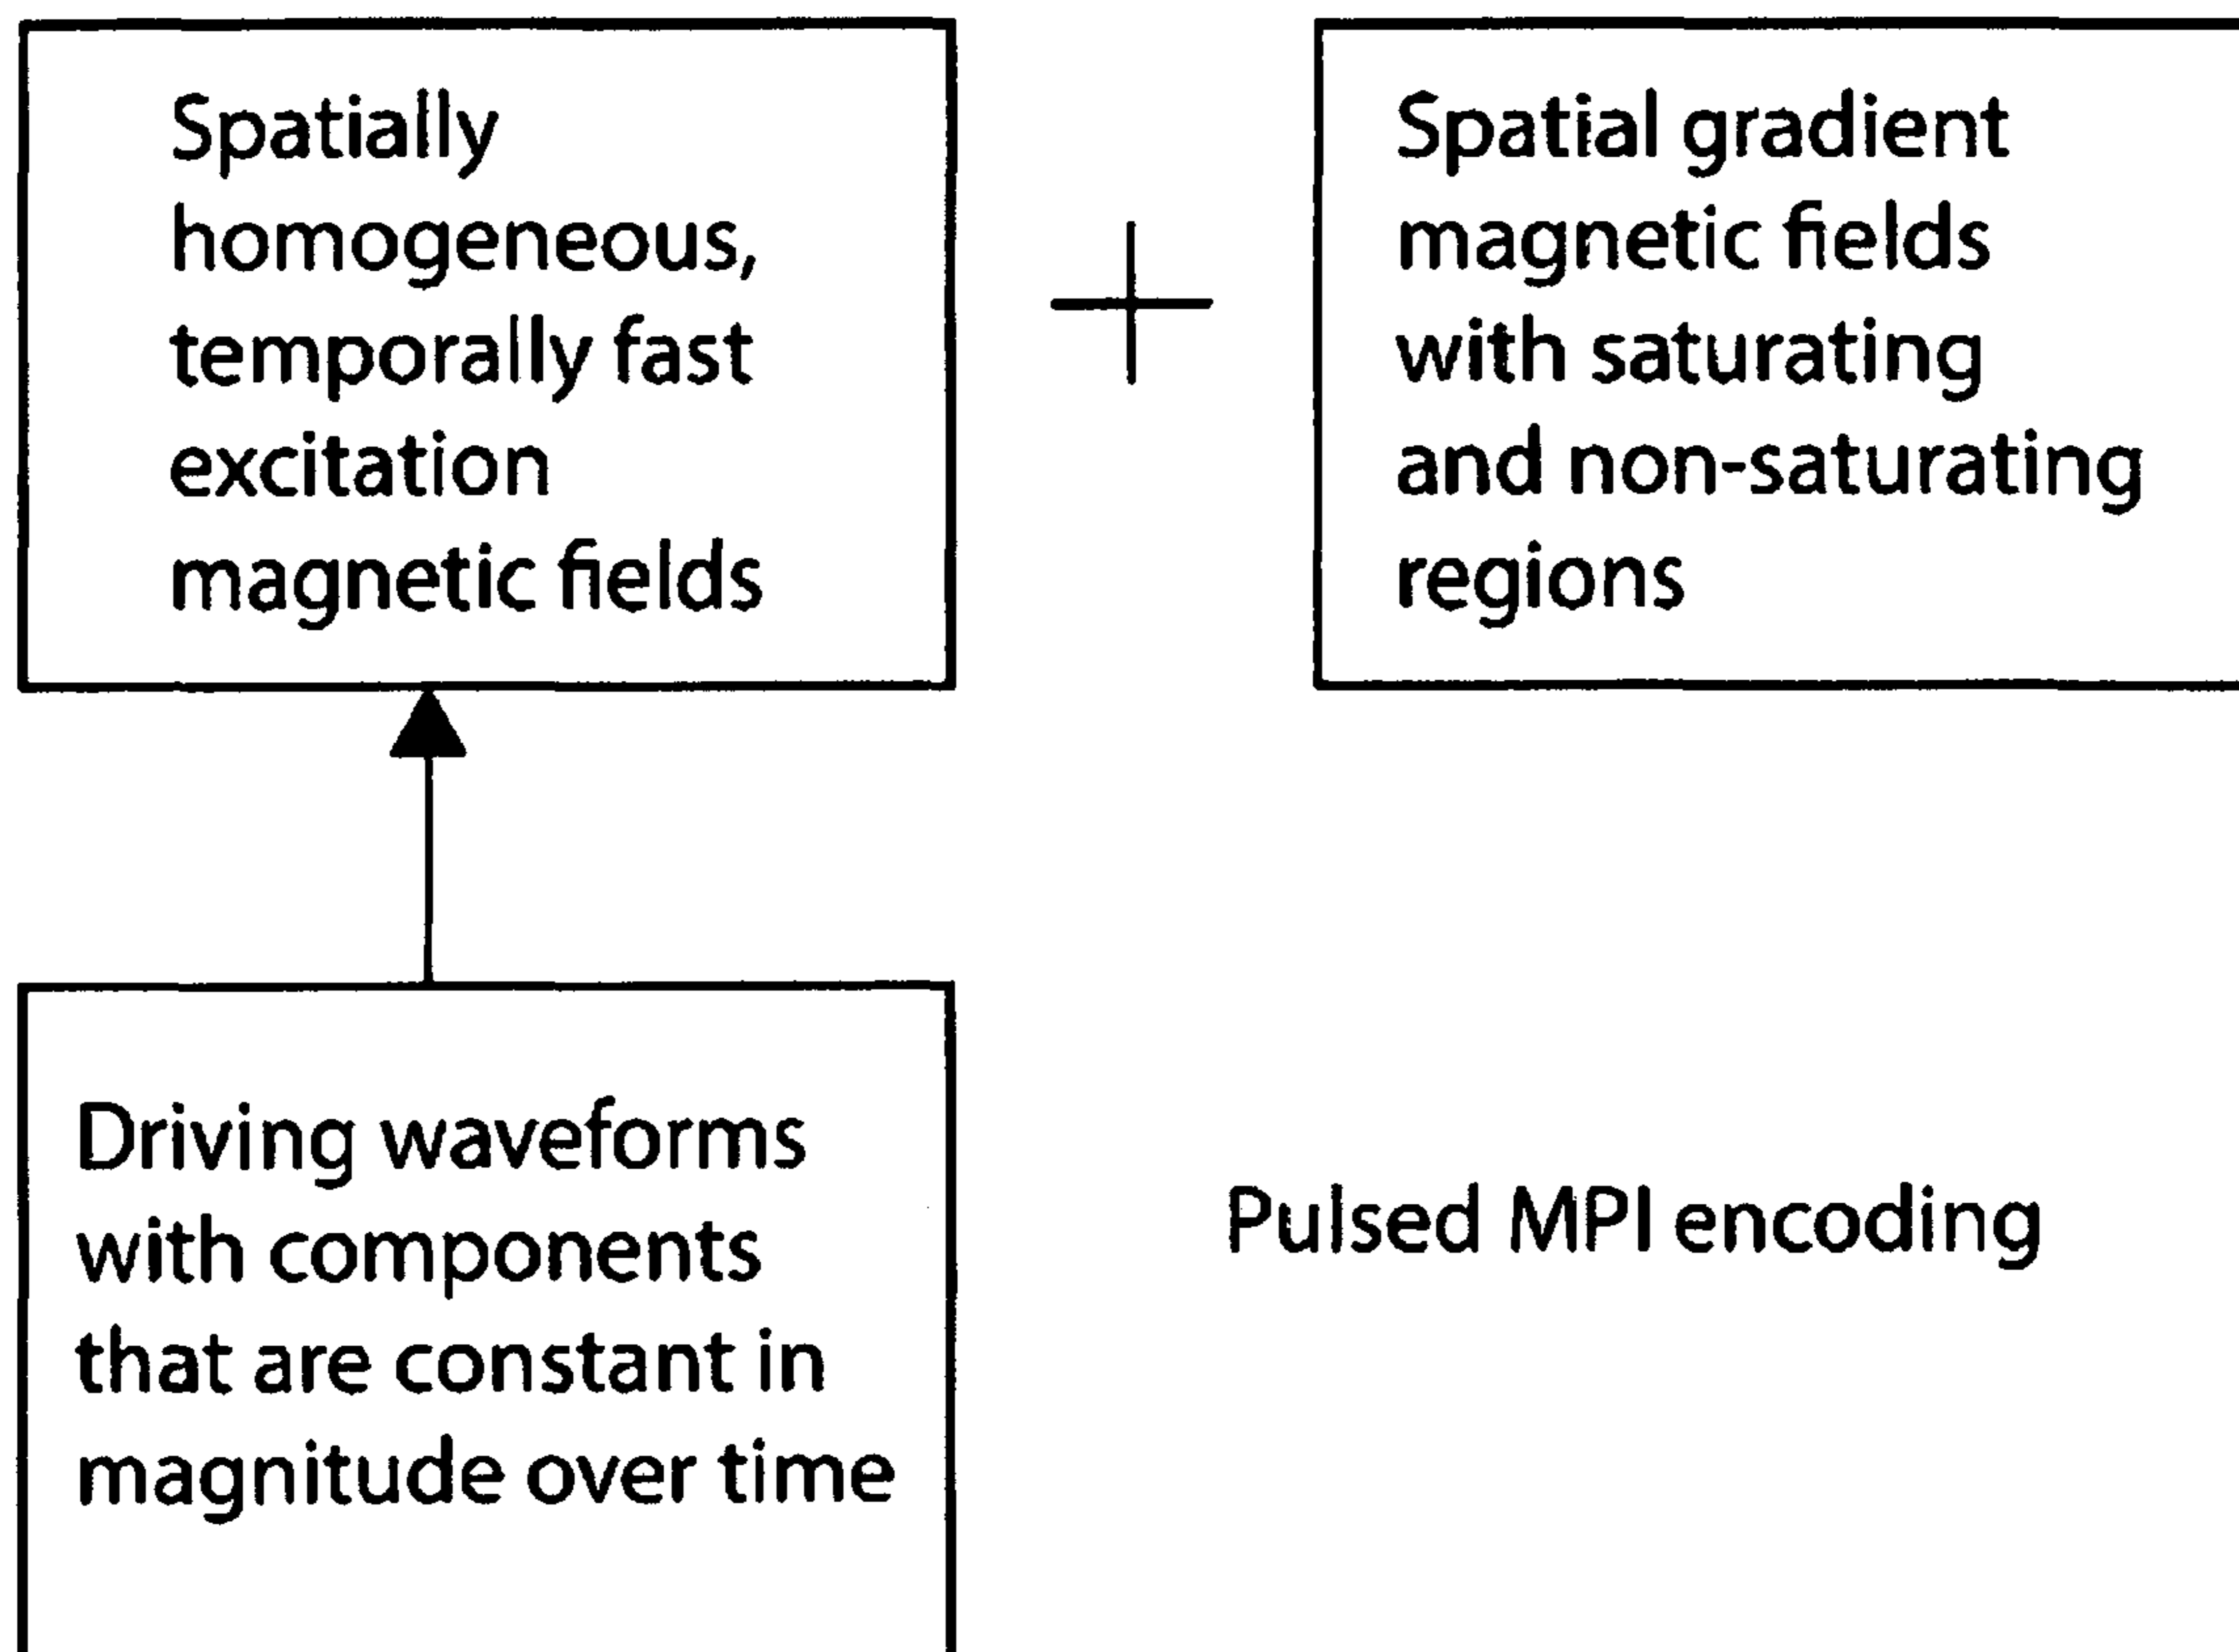 Spatially
homogeneous,
temporally fast
excitation
magnetic fields
Spatial gradient
magnetic fields
with saturating
and non-saturating
regions
Driving waveforms
with components
that are constant in
magnitude over time
Pulsed MPI encoding